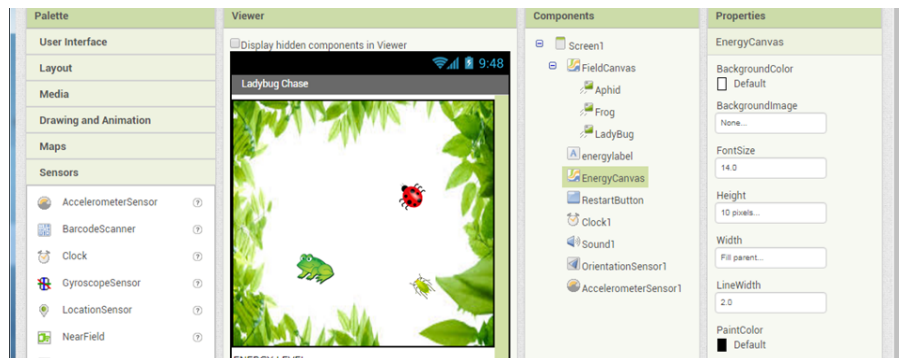 Palette
User Interface
Layout
Media
Drawing and Animation
Maps
Sensors
AccelerometerSensor ?
BarcodeScanner ?
Clock ?
GyroscopeSensor ?
LocationSensor ?
NearField ?
Viewer
Display hidden components in Viewer
9:48
Ladybug Chase
ENERGY LEVEL
Components
Screen1
FieldCanvas
Aphid
Frog
LadyBug
A energylabel
EnergyCanvas
RestartButton
Clock1
Sound1
OrientationSensor1
AccelerometerSensor1
Properties
EnergyCanvas
BackgroundColor
Default
BackgroundImage
None...
FontSize
14.0
Height
10 pixels...
Width
Fill parent...
LineWidth
2.0
PaintColor
Default